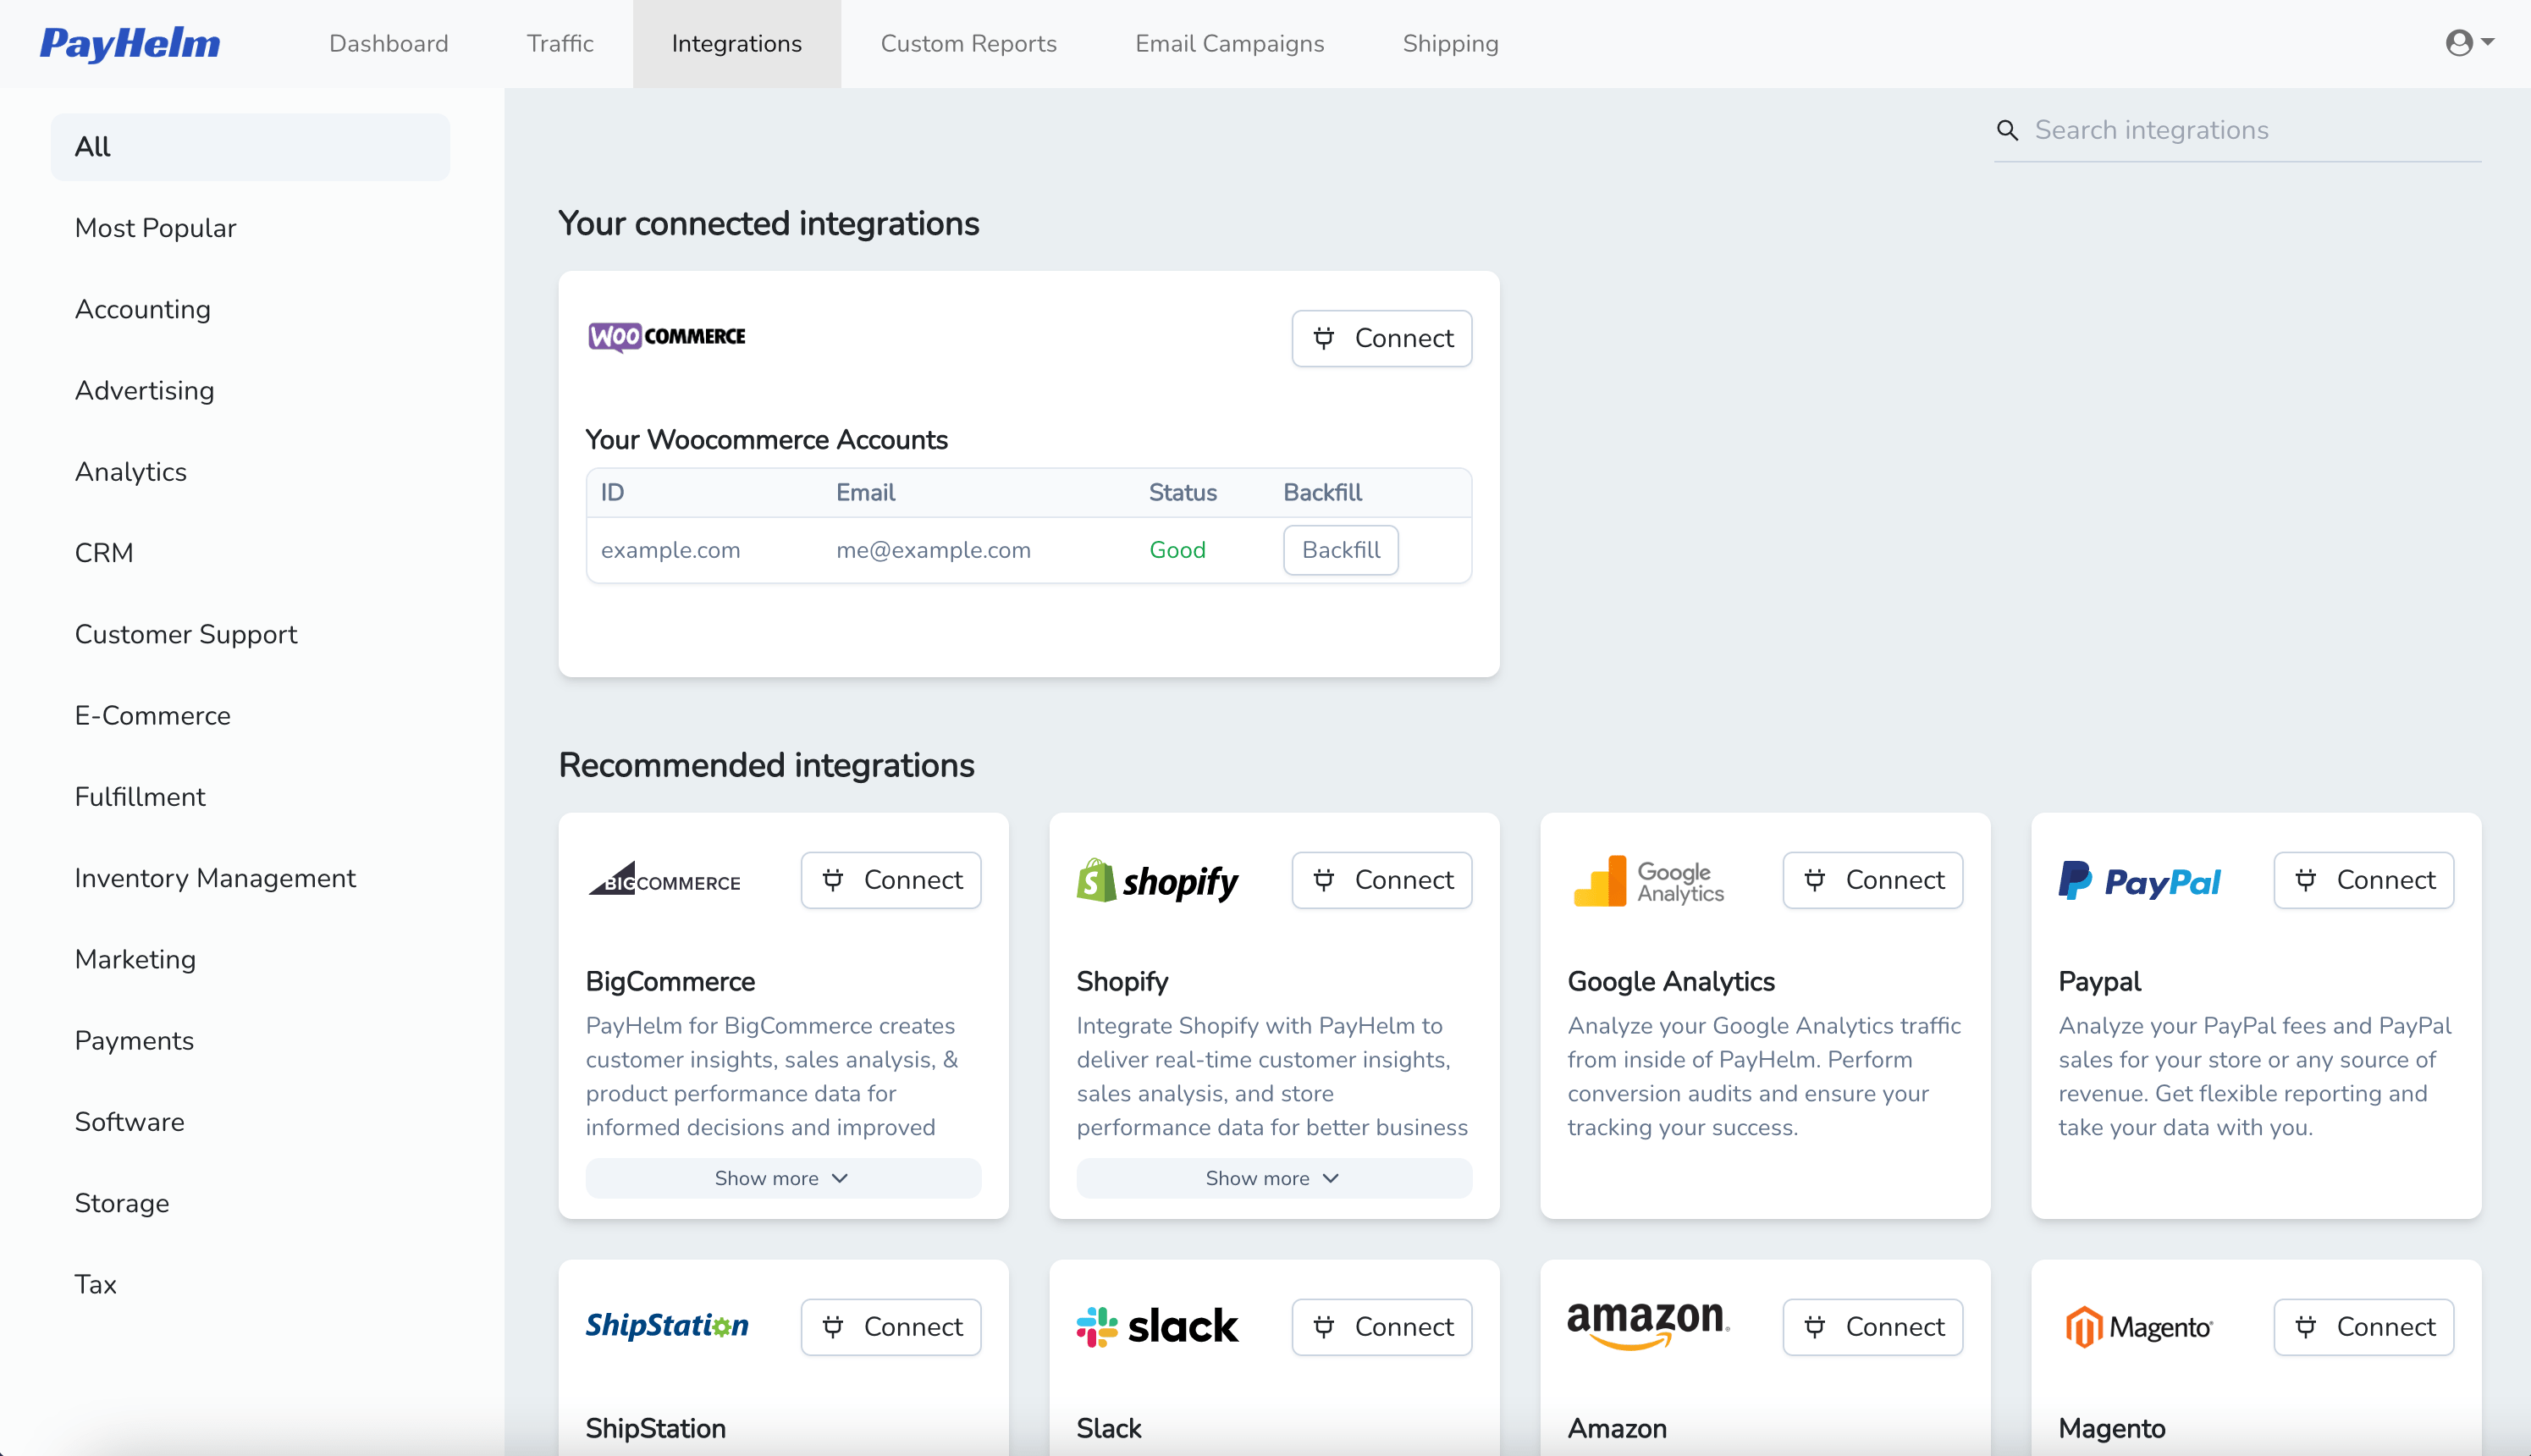 PayHelm
Dashboard
Traffic
Integrations
Custom Reports
Email Campaigns
Shipping
All
Most Popular
Accounting
Advertising
Analytics
CRM
Customer Support
E-Commerce
Fulfillment
Inventory Management
Marketing
Payments
Software
Storage
Tax
Search integrations
Your connected integrations
WOO COMMERCE
Connect
Your Woocommerce Accounts
ID Email Status Backfill
example.com me@example.com Good Backfill
Recommended integrations
BIGCOMMERCE
Connect
BigCommerce
PayHelm for BigCommerce creates
customer insights, sales analysis, &
product performance data for
informed decisions and improved
Show more
shopify
Connect
Shopify
Integrate Shopify with PayHelm to
deliver real-time customer insights,
sales analysis, and store
performance data for better business
Show more
Google
Analytics
Connect
Google Analytics
Analyze your Google Analytics traffic
from inside of PayHelm. Perform
conversion audits and ensure your
tracking your success.
PayPal
Connect
Paypal
Analyze your PayPal fees and PayPal
sales for your store or any source of
revenue. Get flexible reporting and
take your data with you.
ShipStation
Connect
ShipStation
slack
Connect
Slack
amazon
Connect
Amazon
Magento
Connect
Magento